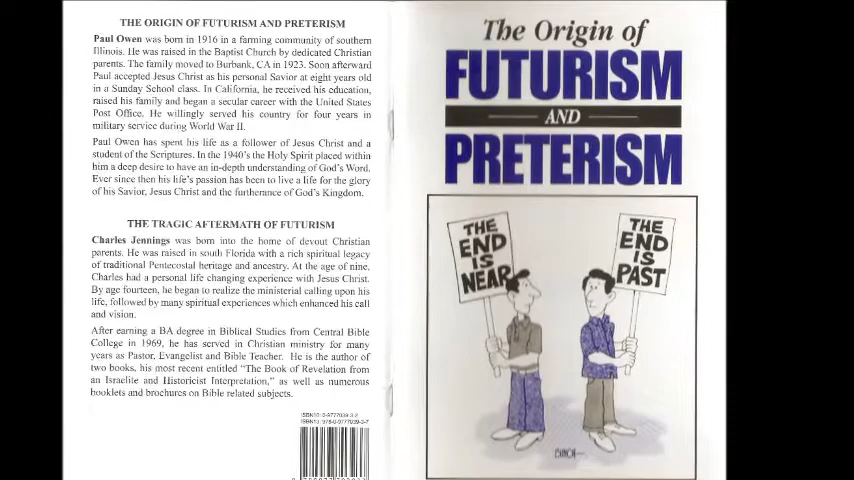 THE ORIGIN OF FUTURISM AND PRETERISM
Paul Owen was born in 1916 in a farming community of southern
Illinois. He was raised in the Baptist Church by dedicated Christian
parents. The family moved to Burbank, CA in 1923. Soon afterward
Paul accepted Jesus Christ as his personal Savior at eight years old
in a Sunday School class. In California, he received his education,
raised his family and began a secular career with the United States
Post Office. He willingly served his country for four years in
military service during World War II.
Paul Owen has spent his life as a follower of Jesus Christ and a
student of the Scriptures. In the 1940's the Holy Spirit placed within
him a deep desire to have an in-depth understanding of God's Word.
Ever since then his life's passion has been to live a life for the glory
of his Savior, Jesus Christ and the furtherance of God's Kingdom.
THE TRAGIC AFTERMATH OF FUTURISM
Charles Jennings was born into the home of devout Christian
parents. He was raised in south Florida with a rich spiritual legacy
of traditional Pentecostal heritage and ancestry. At the age of nine,
Charles had a personal life changing experience with Jesus Christ.
By age fourteen, he began to realize the ministerial calling upon his
life, followed by many spiritual experiences which enhanced his call
and vision.
After earning a BA degree in Biblical Studies from Central Bible
College in 1969, he has served in Christian ministry for many
years as Pastor, Evangelist and Bible Teacher. He is the author of
two books, his most recent entitled "The Book of Revelation from
an Israelite and Historicist Interpretation," as well as numerous
booklets and brochures on Bible related subjects.
The Origin of
FUTURISM
AND
PRETERISM
THE
END
IS
NEAR
THE
END
IS
PAST